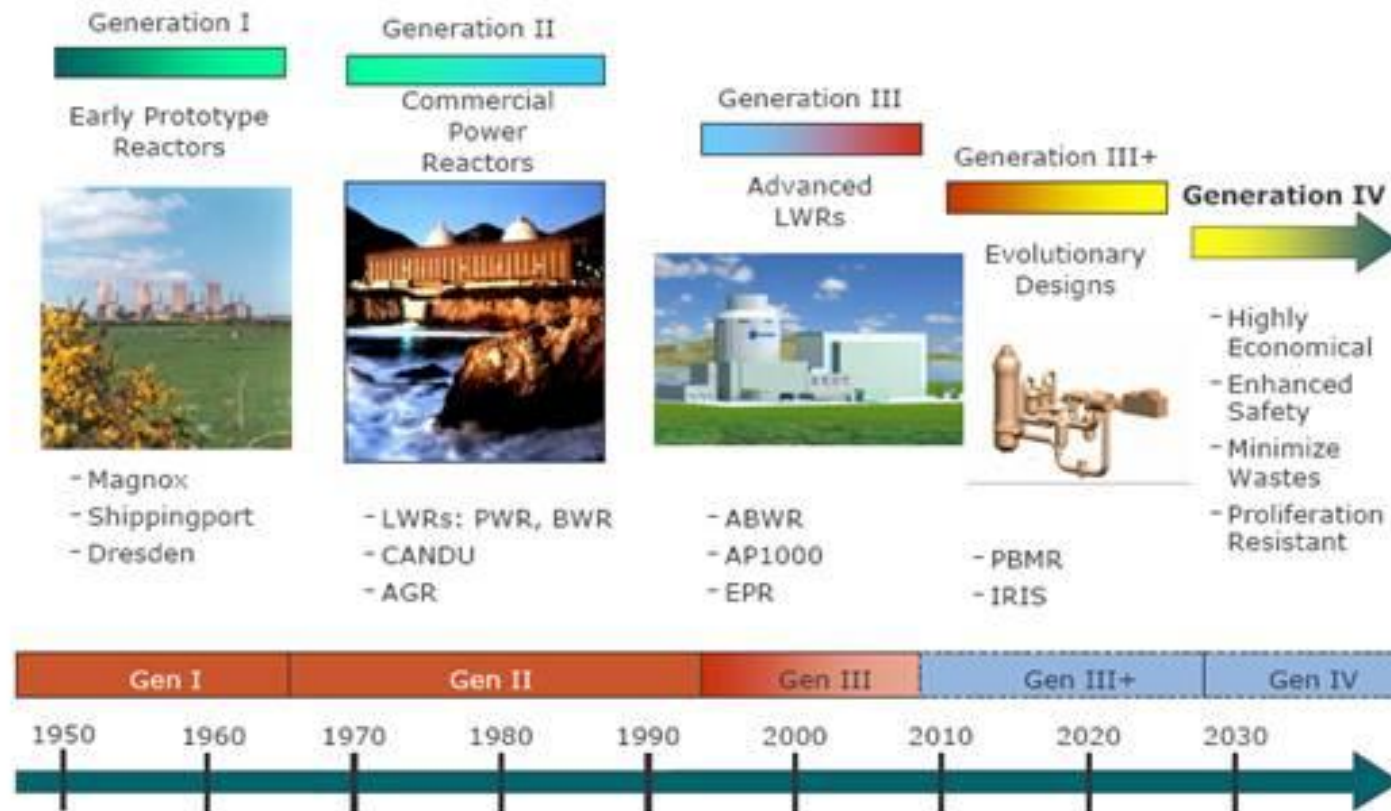 Generation I
Early Prototype
Reactors
- Magnox
- Shippingport
- Dresden
Generation II
Commercial
Power
Reactors
- LWRs: PWR, BWR
- CANDU
- AGR
Generation III
Advanced
LWRs
- ABWR
- AP1000
- EPR
Generation III+
Evolutionary
Designs
- PBMR
- IRIS
Generation IV
- Highly
Economical
- Enhanced
Safety
- Minimize
Wastes
- Proliferation
Resistant
Gen I
Gen II
Gen III
Gen III+
Gen IV
1950
1960
1970
1980
1990
2000
2010
2020
2030